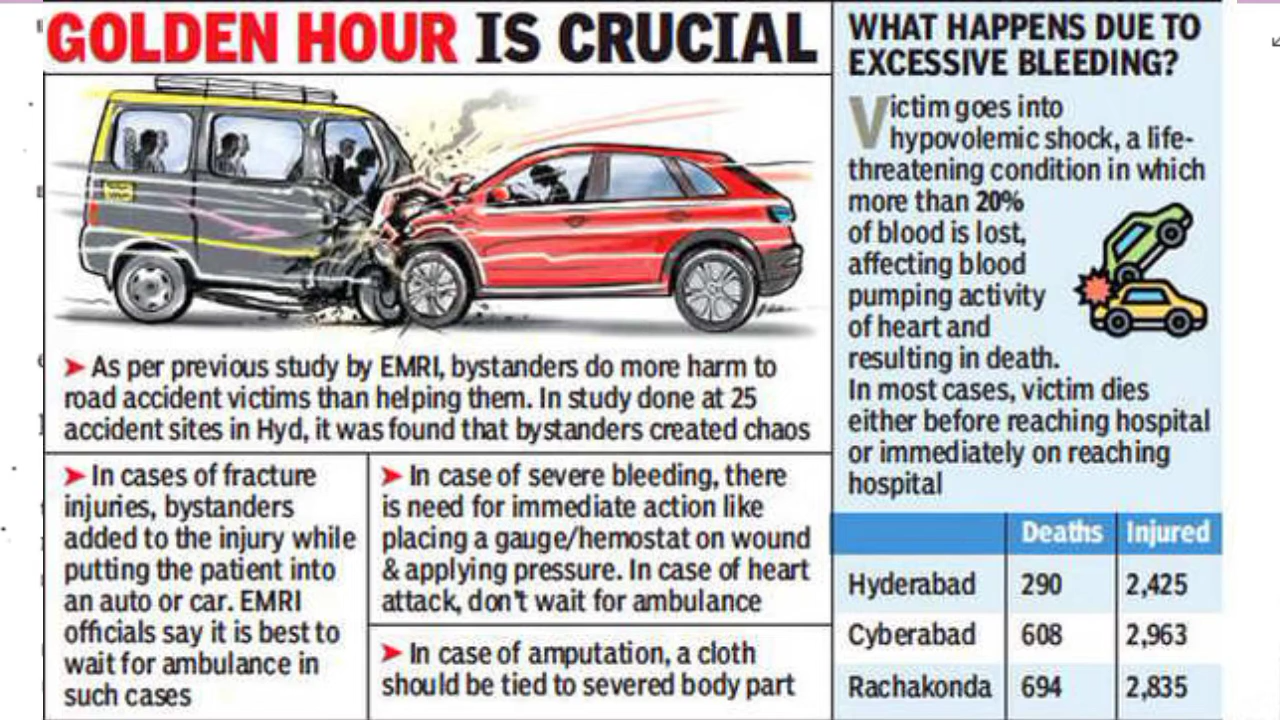 GOLDEN HOUR IS CRUCIAL
➤ As per previous study by EMRI, bystanders do more harm to
road accident victims than helping them. In study done at 25
accident sites in Hyd, it was found that bystanders created chaos
➤ In cases of fracture
injuries, bystanders
added to the injury while
putting the patient into
an auto or car. EMRI
officials say it is best to
wait for ambulance in
such cases
➤ In case of severe bleeding, there
is need for immediate action like
placing a gauge/hemostat on wound
& applying pressure. In case of heart
attack, don't wait for ambulance
➤ In case of amputation, a cloth
should be tied to severed body part
WHAT HAPPENS DUE TO
EXCESSIVE BLEEDING?
Victim goes into
hypovolemic shock, a life-
threatening condition in which
more than 20%
of blood is lost,
affecting blood
pumping activity
of heart and
resulting in death.
In most cases, victim dies
either before reaching hospital
or immediately on reaching
hospital
Deaths Injured
Hyderabad 290 2,425
Cyberabad 608 2,963
Rachakonda 694 2,835